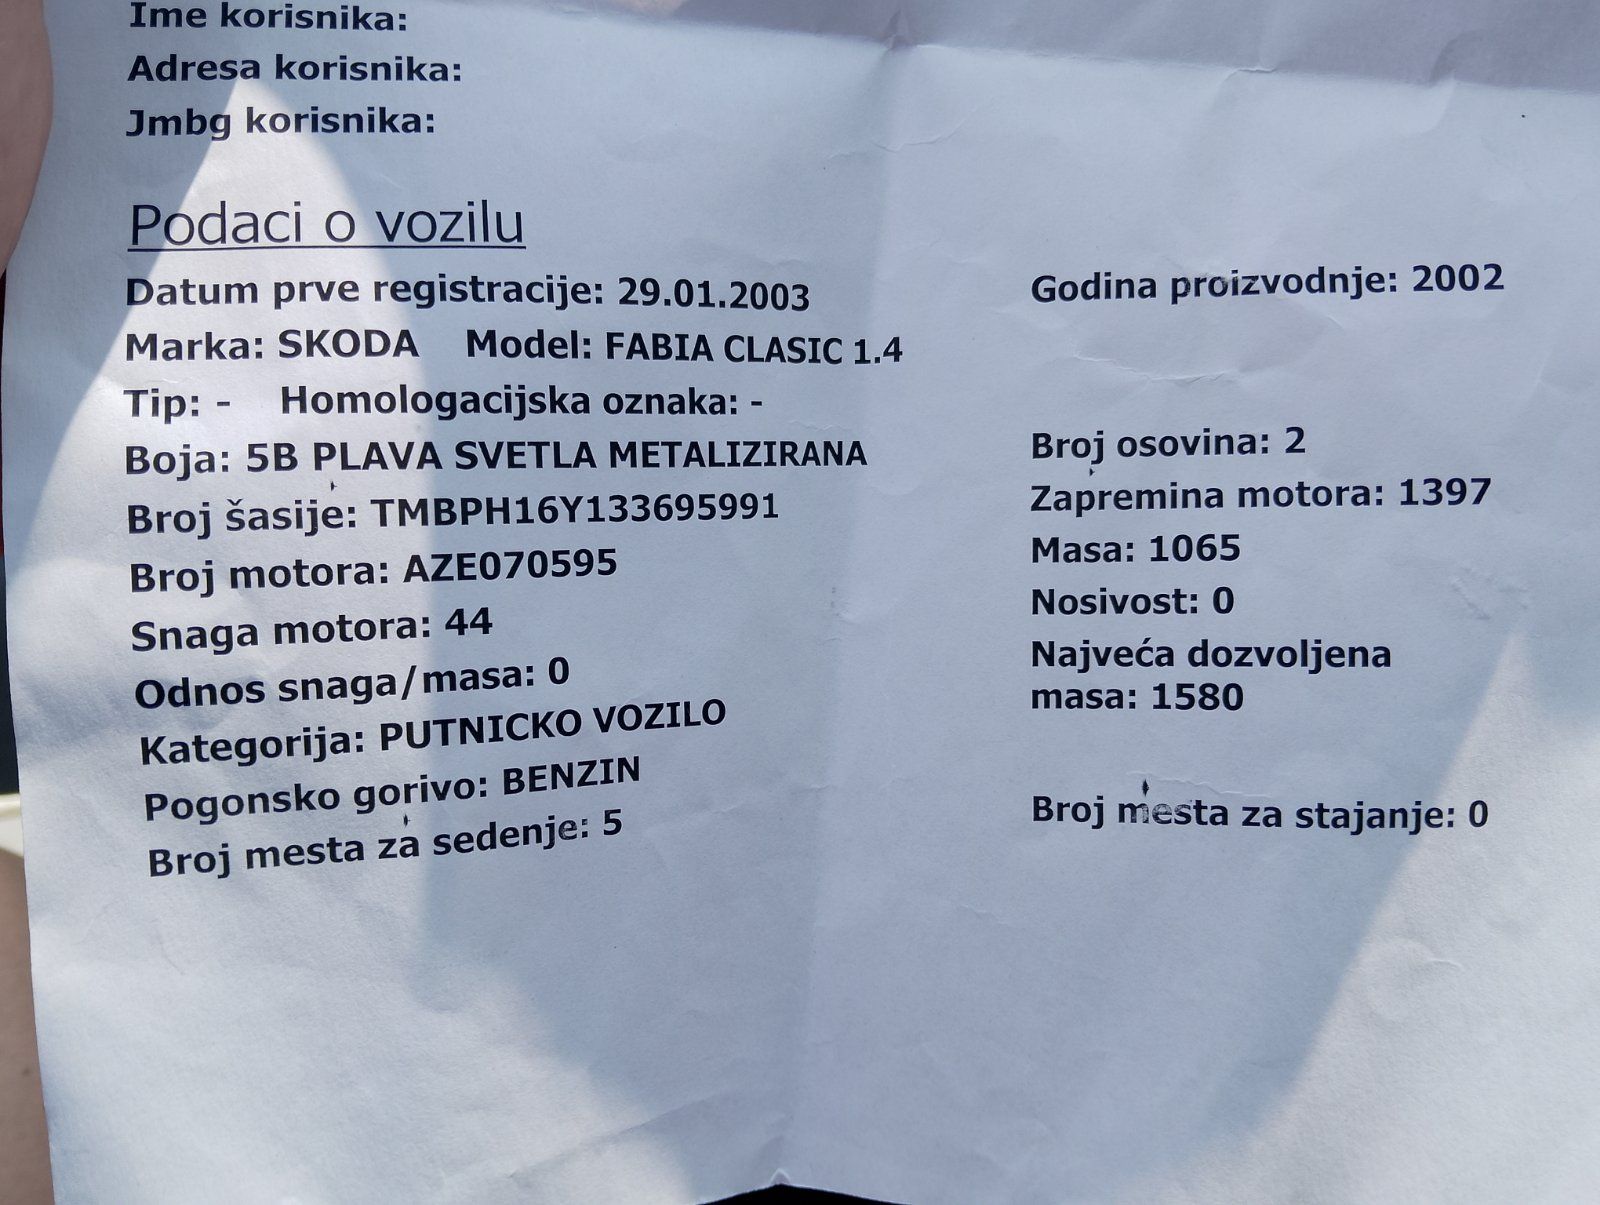 Ime korisnika:
Adresa korisnika:
Jmbg korisnika:
Podaci o vozilu
Datum prve registracije: 29.01.2003 Godina proizvodnje: 2002
Marka: SKODA Model: FABIA CLASIC 1.4
Tip: - Homologacijska oznaka: -
Boja: 5B PLAVA SVETLA METALIZIRANA Broj osovina: 2
Broj šasije: TMBPH16Y133695991 Zapremina motora: 1397
Broj motora: AZE070595 Masa: 1065
Snaga motora: 44 Nosivost: 0
Odnos snaga/masa: 0 Najveća dozvoljena
masa: 1580
Kategorija: PUTNICKO VOZILO
Pogonsko gorivo: BENZIN
Broj mesta za sedenje: 5 Broj mesta za stajanje: 0